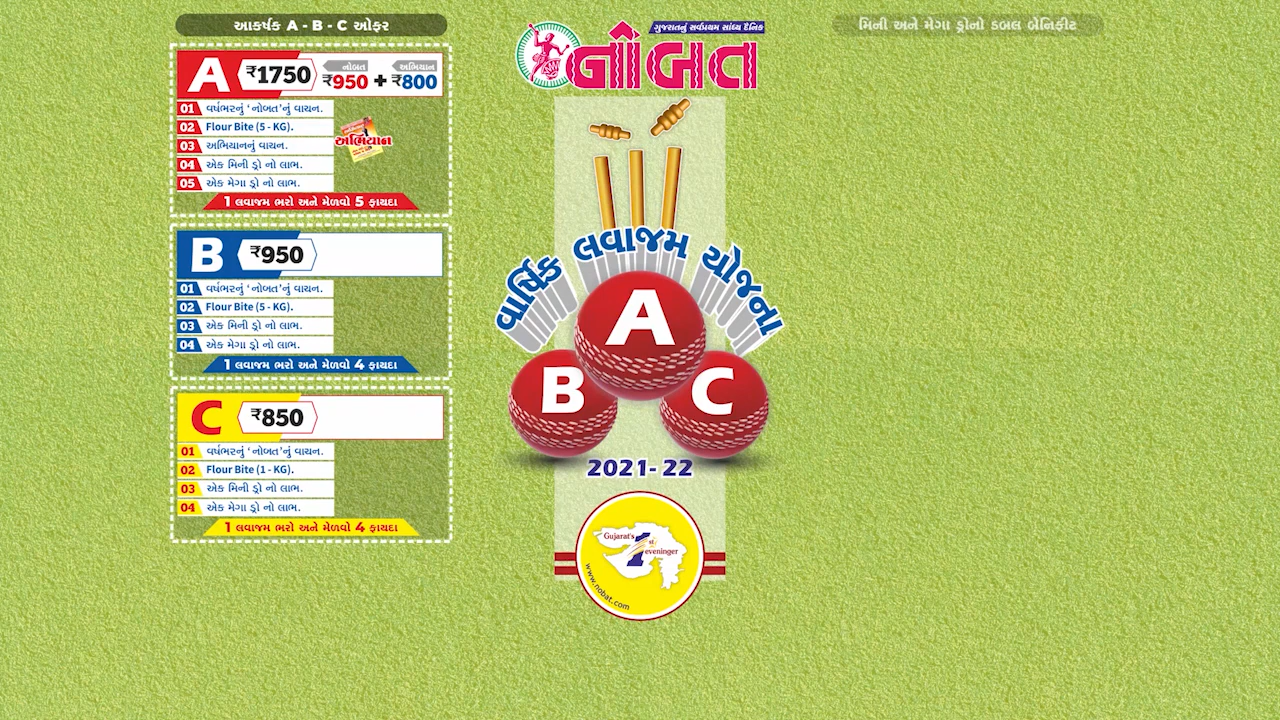 આકર્ષક A - B - C ઓફર
A ₹1750 નોબત ₹950 + અભિયાન ₹800
01 વર્ષભરનું 'નોબત'નું વાચન.
02 Flour Bite (5 - KG).
03 અભિયાનનું વાચન.
04 એક મિની ડ્રો નો લાભ.
05 એક મેગા ડ્રો નો લાભ.
અભિયાન
1 લવાજમ ભરો અને મેળવો 5 ફાયદા
B ₹950
01 વર્ષભરનું 'નોબત'નું વાચન.
02 Flour Bite (5 - KG).
03 એક મિની ડ્રો નો લાભ.
04 એક મેગા ડ્રો નો લાભ.
1 લવાજમ ભરો અને મેળવો 4 ફાયદા
C ₹850
01 વર્ષભરનું 'નોબત'નું વાચન.
02 Flour Bite (1 - KG).
03 એક મિની ડ્રો નો લાભ.
04 એક મેગા ડ્રો નો લાભ.
1 લવાજમ ભરો અને મેળવો 4 ફાયદા
ગુજરાતનું સર્વપ્રથમ સાંધ્ય દૈનિક
નોબત
વાર્ષિક લવાજમ યોજના
A
B C
2021- 22
Gujarat's 1st eveninger
www.nobat.com
મિની અને મેગા ડ્રોનો ડબલ બેનિફીટ